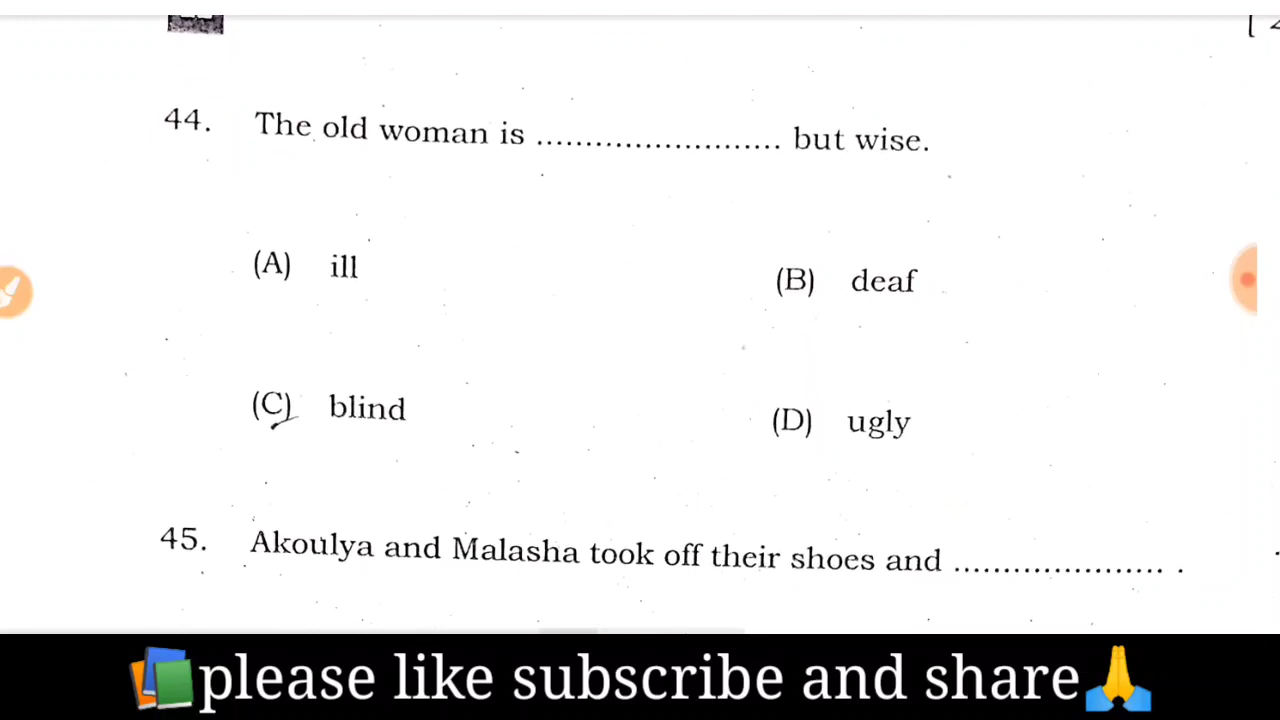 44. The old woman is ......................... but wise.
(A) ill (B) deaf
(C) blind (D) ugly
45. Akoulya and Malasha took off their shoes and ..................... .
please like subscribe and share